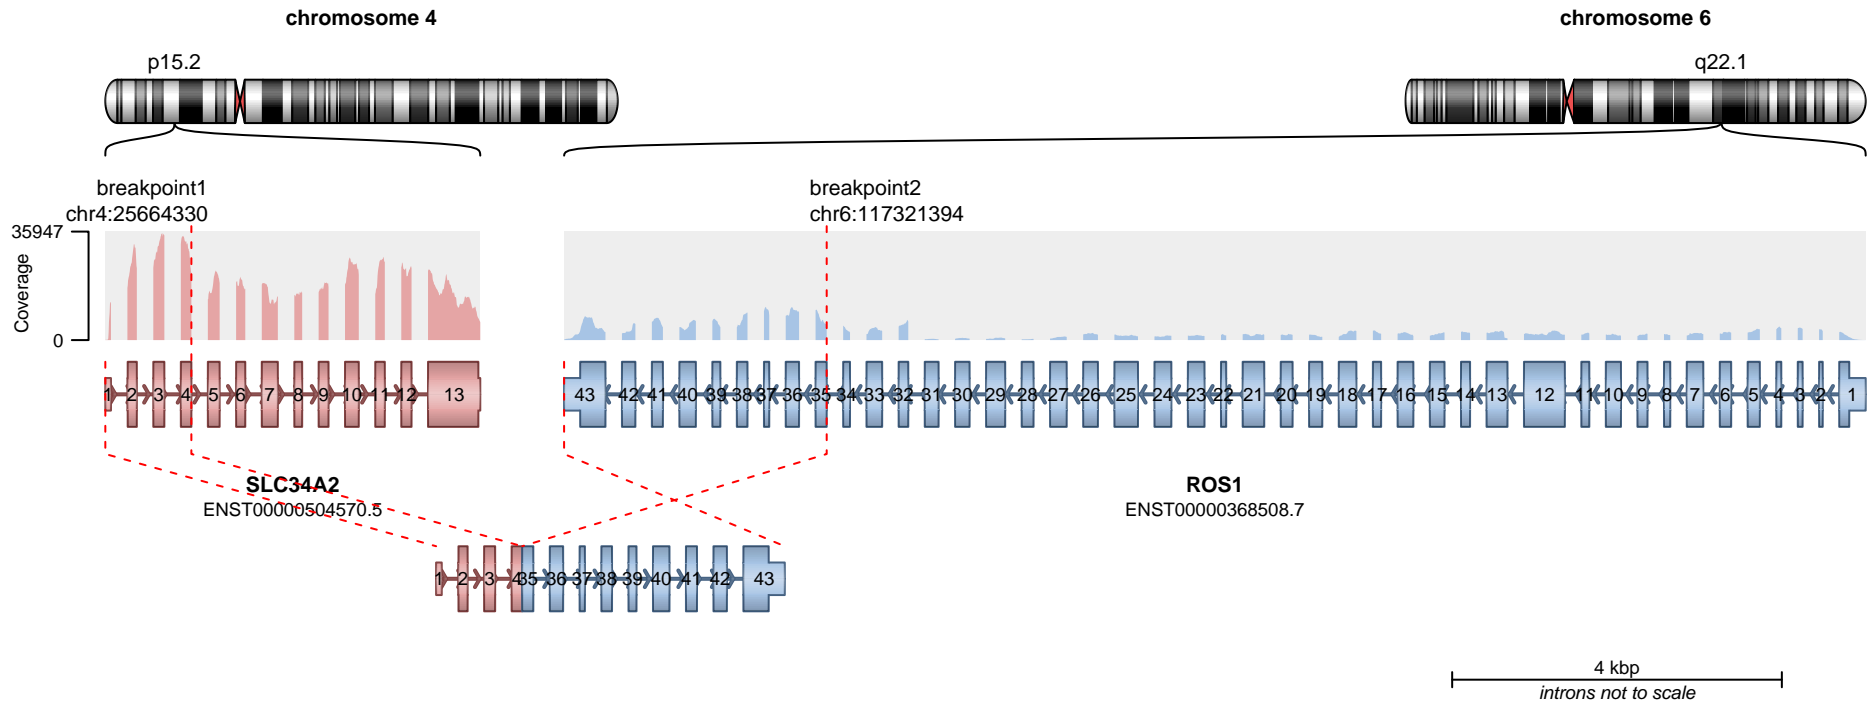 chromosome 4
chromosome 6
p15.2
q22.1
breakpoint1
chr4:25664330
breakpoint2
chr6:117321394
35947
Coverage
0
1 2 3 4 5 6 7 8 9 10 11 12 13
43 42 41 40 39 38 37 36 35 34 33 32 31 30 29 28 27 26 25 24 23 22 21 20 19 18 17 16 15 14 13 12 11 10 9 8 7 6 5 4 3 2 1
SLC34A2
ENST00000504570.5
ROS1
ENST00000368508.7
1 2 3 4 35 36 37 38 39 40 41 42 43
4 kbp
introns not to scale